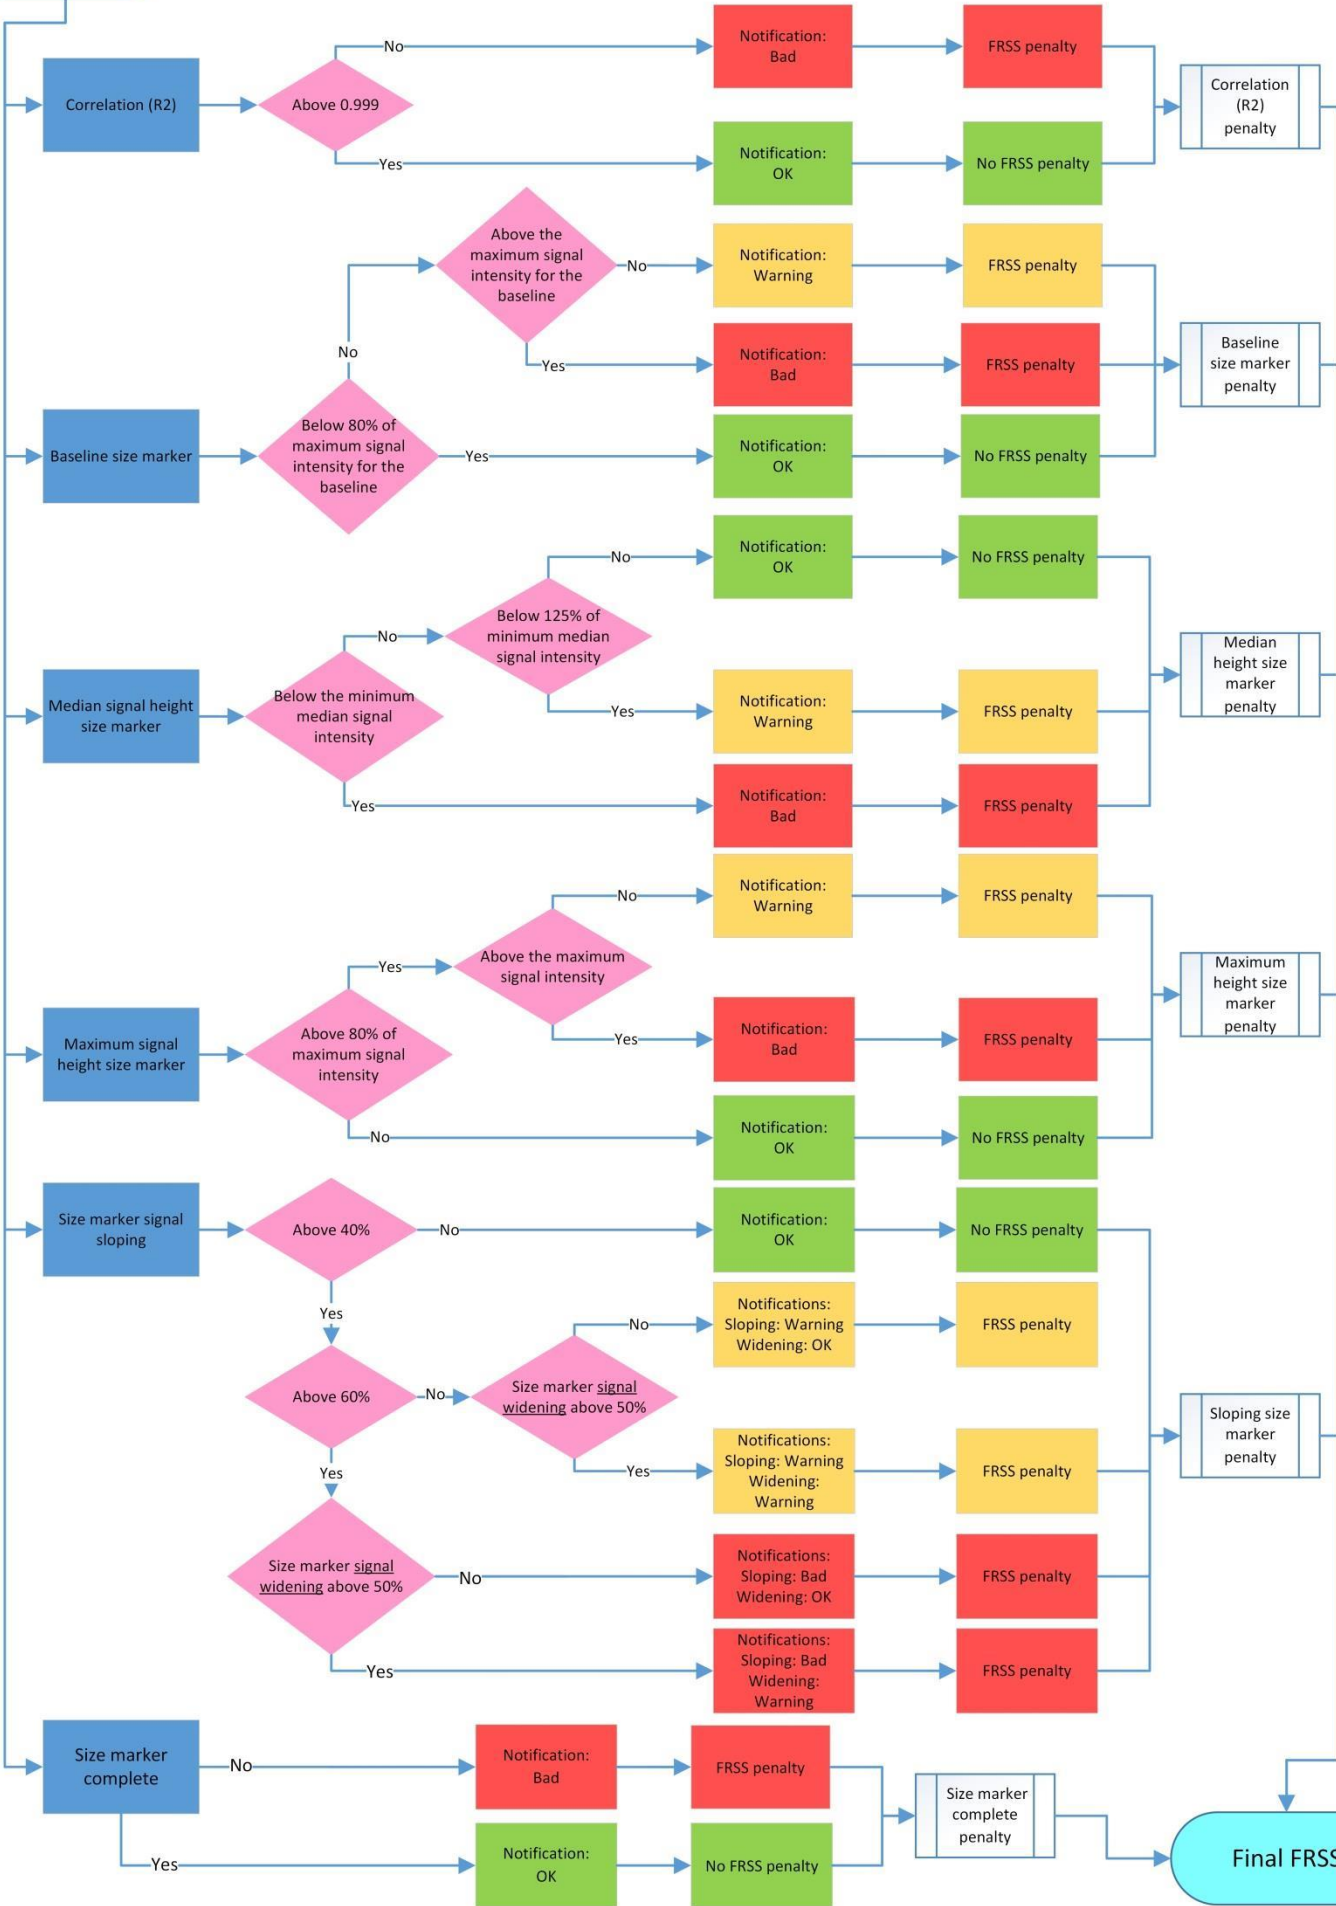 Correlation (R2)
Above 0.999
No
Notification:
Bad
FRSS penalty
Yes
Notification:
OK
No FRSS penalty
Correlation
(R2)
penalty
Baseline size marker
Below 80% of
maximum signal
intensity for the
baseline
No
Above the
maximum signal
intensity for the
baseline
No
Notification:
Warning
FRSS penalty
Yes
Notification:
Bad
FRSS penalty
Yes
Notification:
OK
No FRSS penalty
Baseline
size marker
penalty
Median signal height
size marker
Below the minimum
median signal
intensity
No
Below 125% of
minimum median
signal intensity
No
Notification:
OK
No FRSS penalty
Yes
Notification:
Warning
FRSS penalty
Yes
Notification:
Bad
FRSS penalty
Median
height size
marker
penalty
Maximum signal
height size marker
Above 80% of
maximum signal
intensity
Yes
Above the maximum
signal intensity
No
Notification:
Warning
FRSS penalty
Yes
Notification:
Bad
FRSS penalty
No
Notification:
OK
No FRSS penalty
Maximum
height size
marker
penalty
Size marker signal
sloping
Above 40%
No
Notification:
OK
No FRSS penalty
Yes
Above 60%
No
Size marker signal
widening above 50%
No
Notifications:
Sloping: Warning
Widening: OK
FRSS penalty
Yes
Notifications:
Sloping: Warning
Widening:
Warning
FRSS penalty
Yes
Size marker signal
widening above 50%
No
Notifications:
Sloping: Bad
Widening: OK
FRSS penalty
Yes
Notifications:
Sloping: Bad
Widening:
Warning
FRSS penalty
Sloping size
marker
penalty
Size marker
complete
No
Notification:
Bad
FRSS penalty
Yes
Notification:
OK
No FRSS penalty
Size marker
complete
penalty
Final FRSS